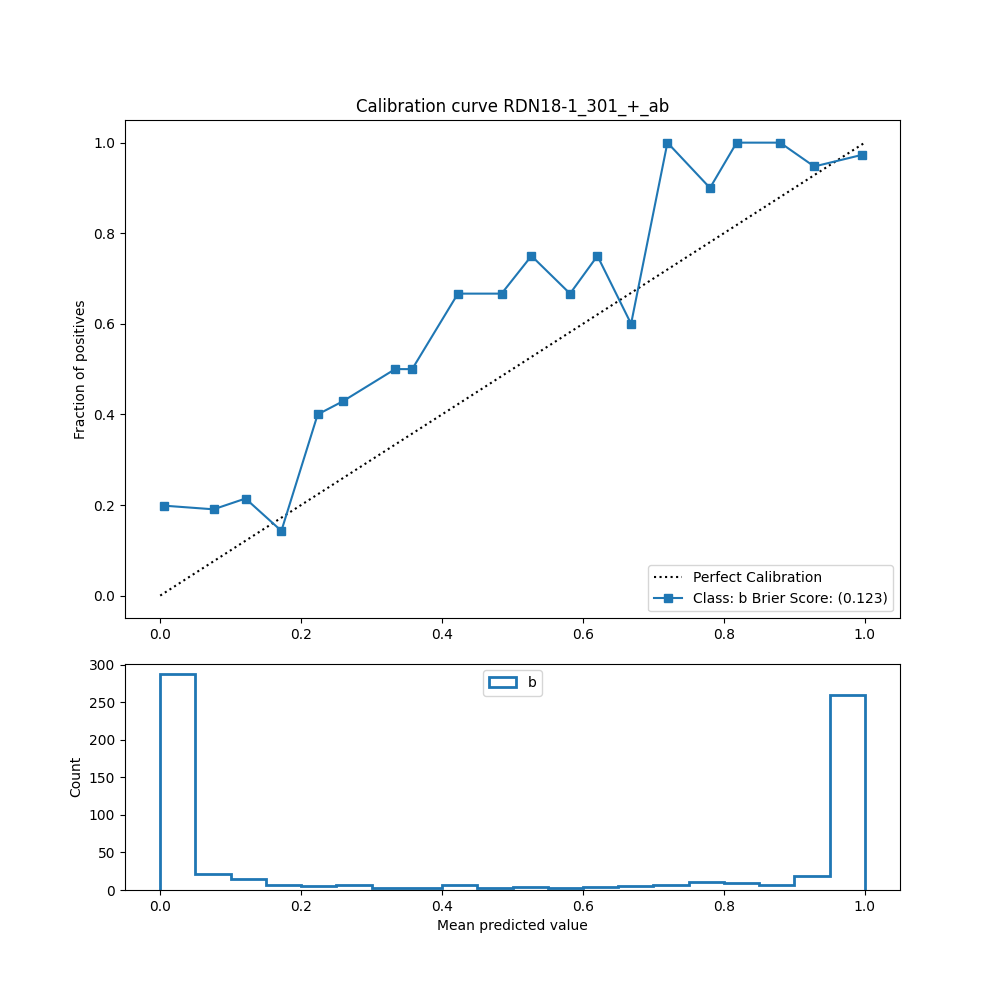 Calibration curve RDN18-1_301_+_ab
Fraction of positives
1.0
0.8
0.6
0.4
0.2
0.0
Perfect Calibration
Class: b Brier Score: (0.123)
0.0 0.2 0.4 0.6 0.8 1.0
Count
300
250
200
150
100
50
0
b
0.0 0.2 0.4 0.6 0.8 1.0
Mean predicted value